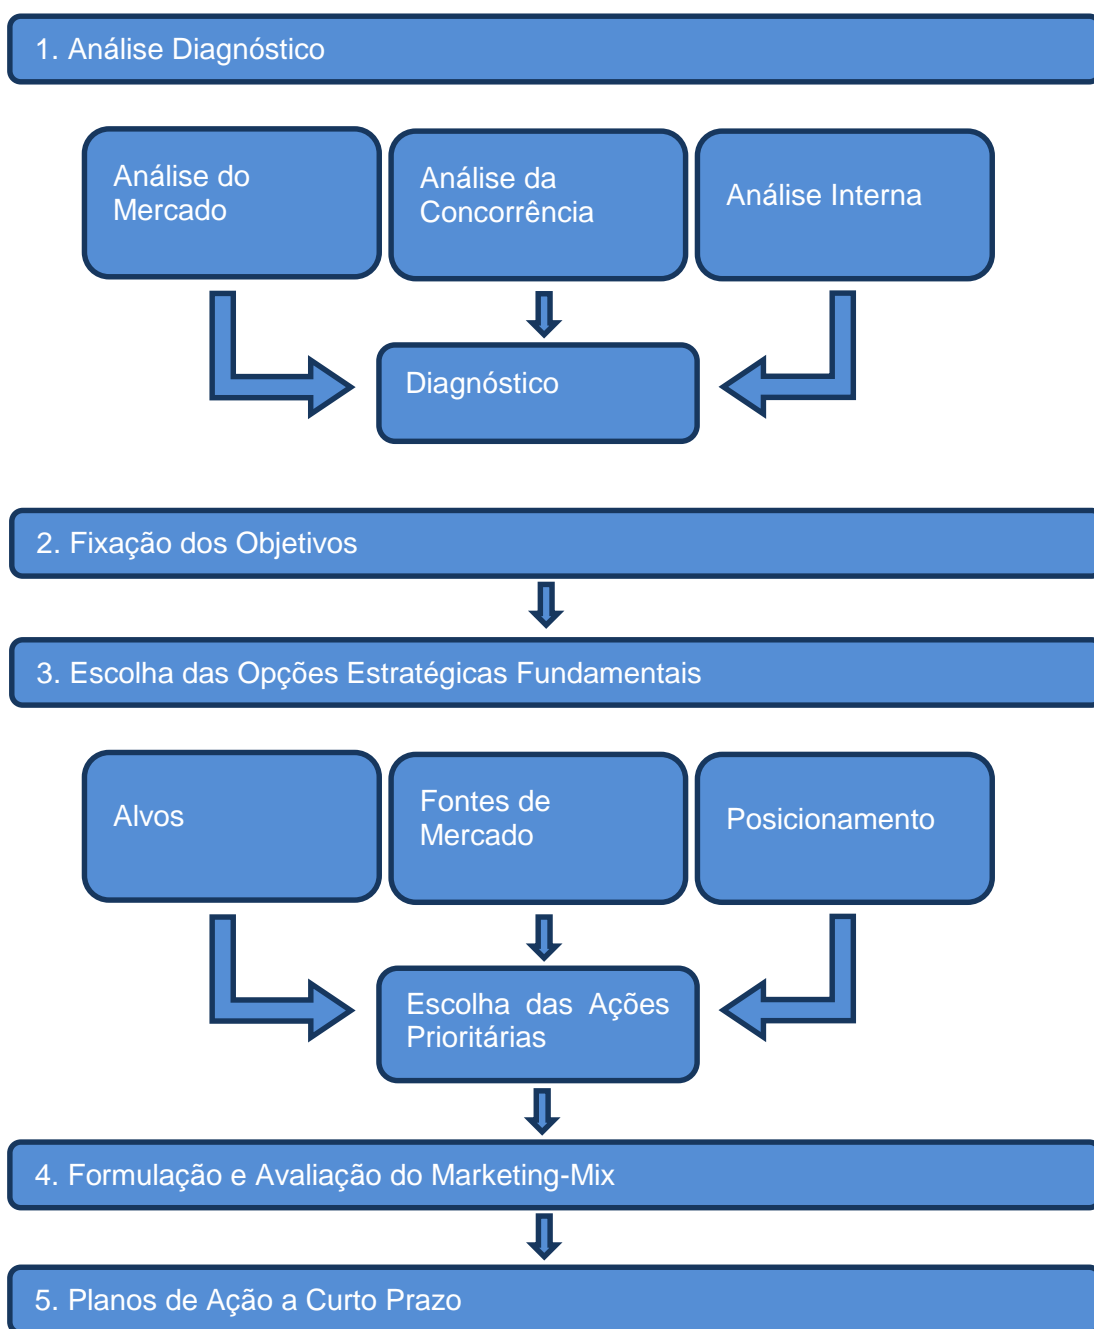 1. Análise Diagnóstico
Análise do
Mercado
Análise da
Concorrência
Análise Interna
Diagnóstico
2. Fixação dos Objetivos
3. Escolha das Opções Estratégicas Fundamentais
Alvos
Fontes de
Mercado
Posicionamento
Escolha das Ações
Prioritárias
4. Formulação e Avaliação do Marketing-Mix
5. Planos de Ação a Curto Prazo